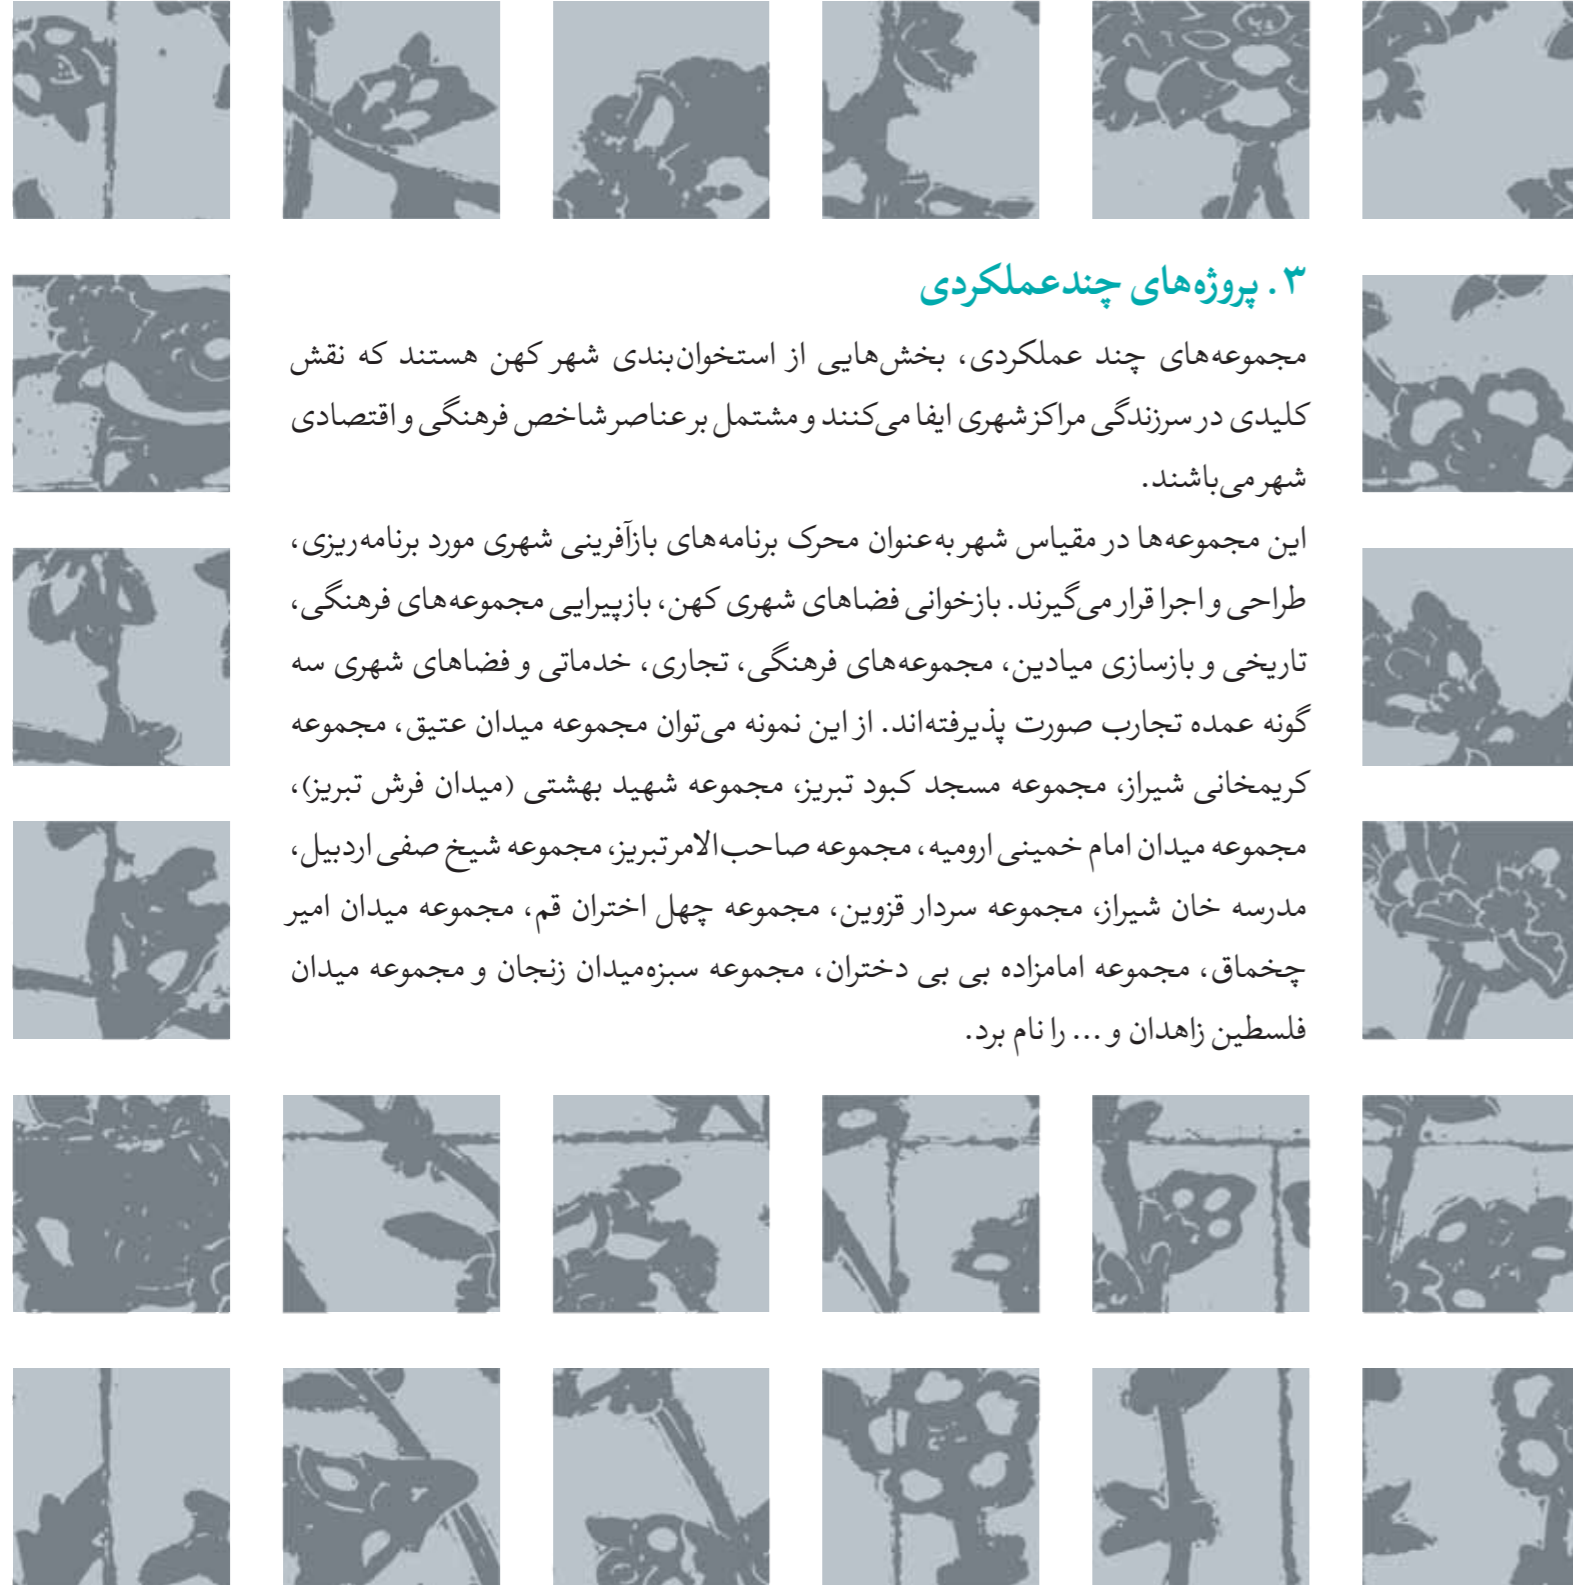 ۳. پروژه‌های چندعملکردی
مجموعه‌های چند عملکردی، بخش‌هایی از استخوان‌بندی شهر کهن هستند که نقش
کلیدی در سرزندگی مراکز شهری ایفا می‌کنند و مشتمل بر عناصر شاخص فرهنگی و اقتصادی
شهر می‌باشند.
این مجموعه‌ها در مقیاس شهر به‌عنوان محرک برنامه‌های بازآفرینی شهری مورد برنامه‌ریزی،
طراحی و اجرا قرار می‌گیرند. بازخوانی فضاهای شهری کهن، بازپیرایی مجموعه‌های فرهنگی،
تاریخی و بازسازی میادین، مجموعه‌های فرهنگی، تجاری، خدماتی و فضاهای شهری سه
گونه عمده تجارب صورت پذیرفته‌اند. از این نمونه می‌توان مجموعه میدان عتیق، مجموعه
کریمخانی شیراز، مجموعه مسجد کبود تبریز، مجموعه شهید بهشتی (میدان فرش تبریز)،
مجموعه میدان امام خمینی ارومیه، مجموعه صاحب‌الامر تبریز، مجموعه شیخ صفی اردبیل،
مدرسه خان شیراز، مجموعه سردار قزوین، مجموعه چهل اختران قم، مجموعه میدان امیر
چخماق، مجموعه امامزاده بی بی دختران، مجموعه سبزه‌میدان زنجان و مجموعه میدان
فلسطین زاهدان و ... را نام برد.